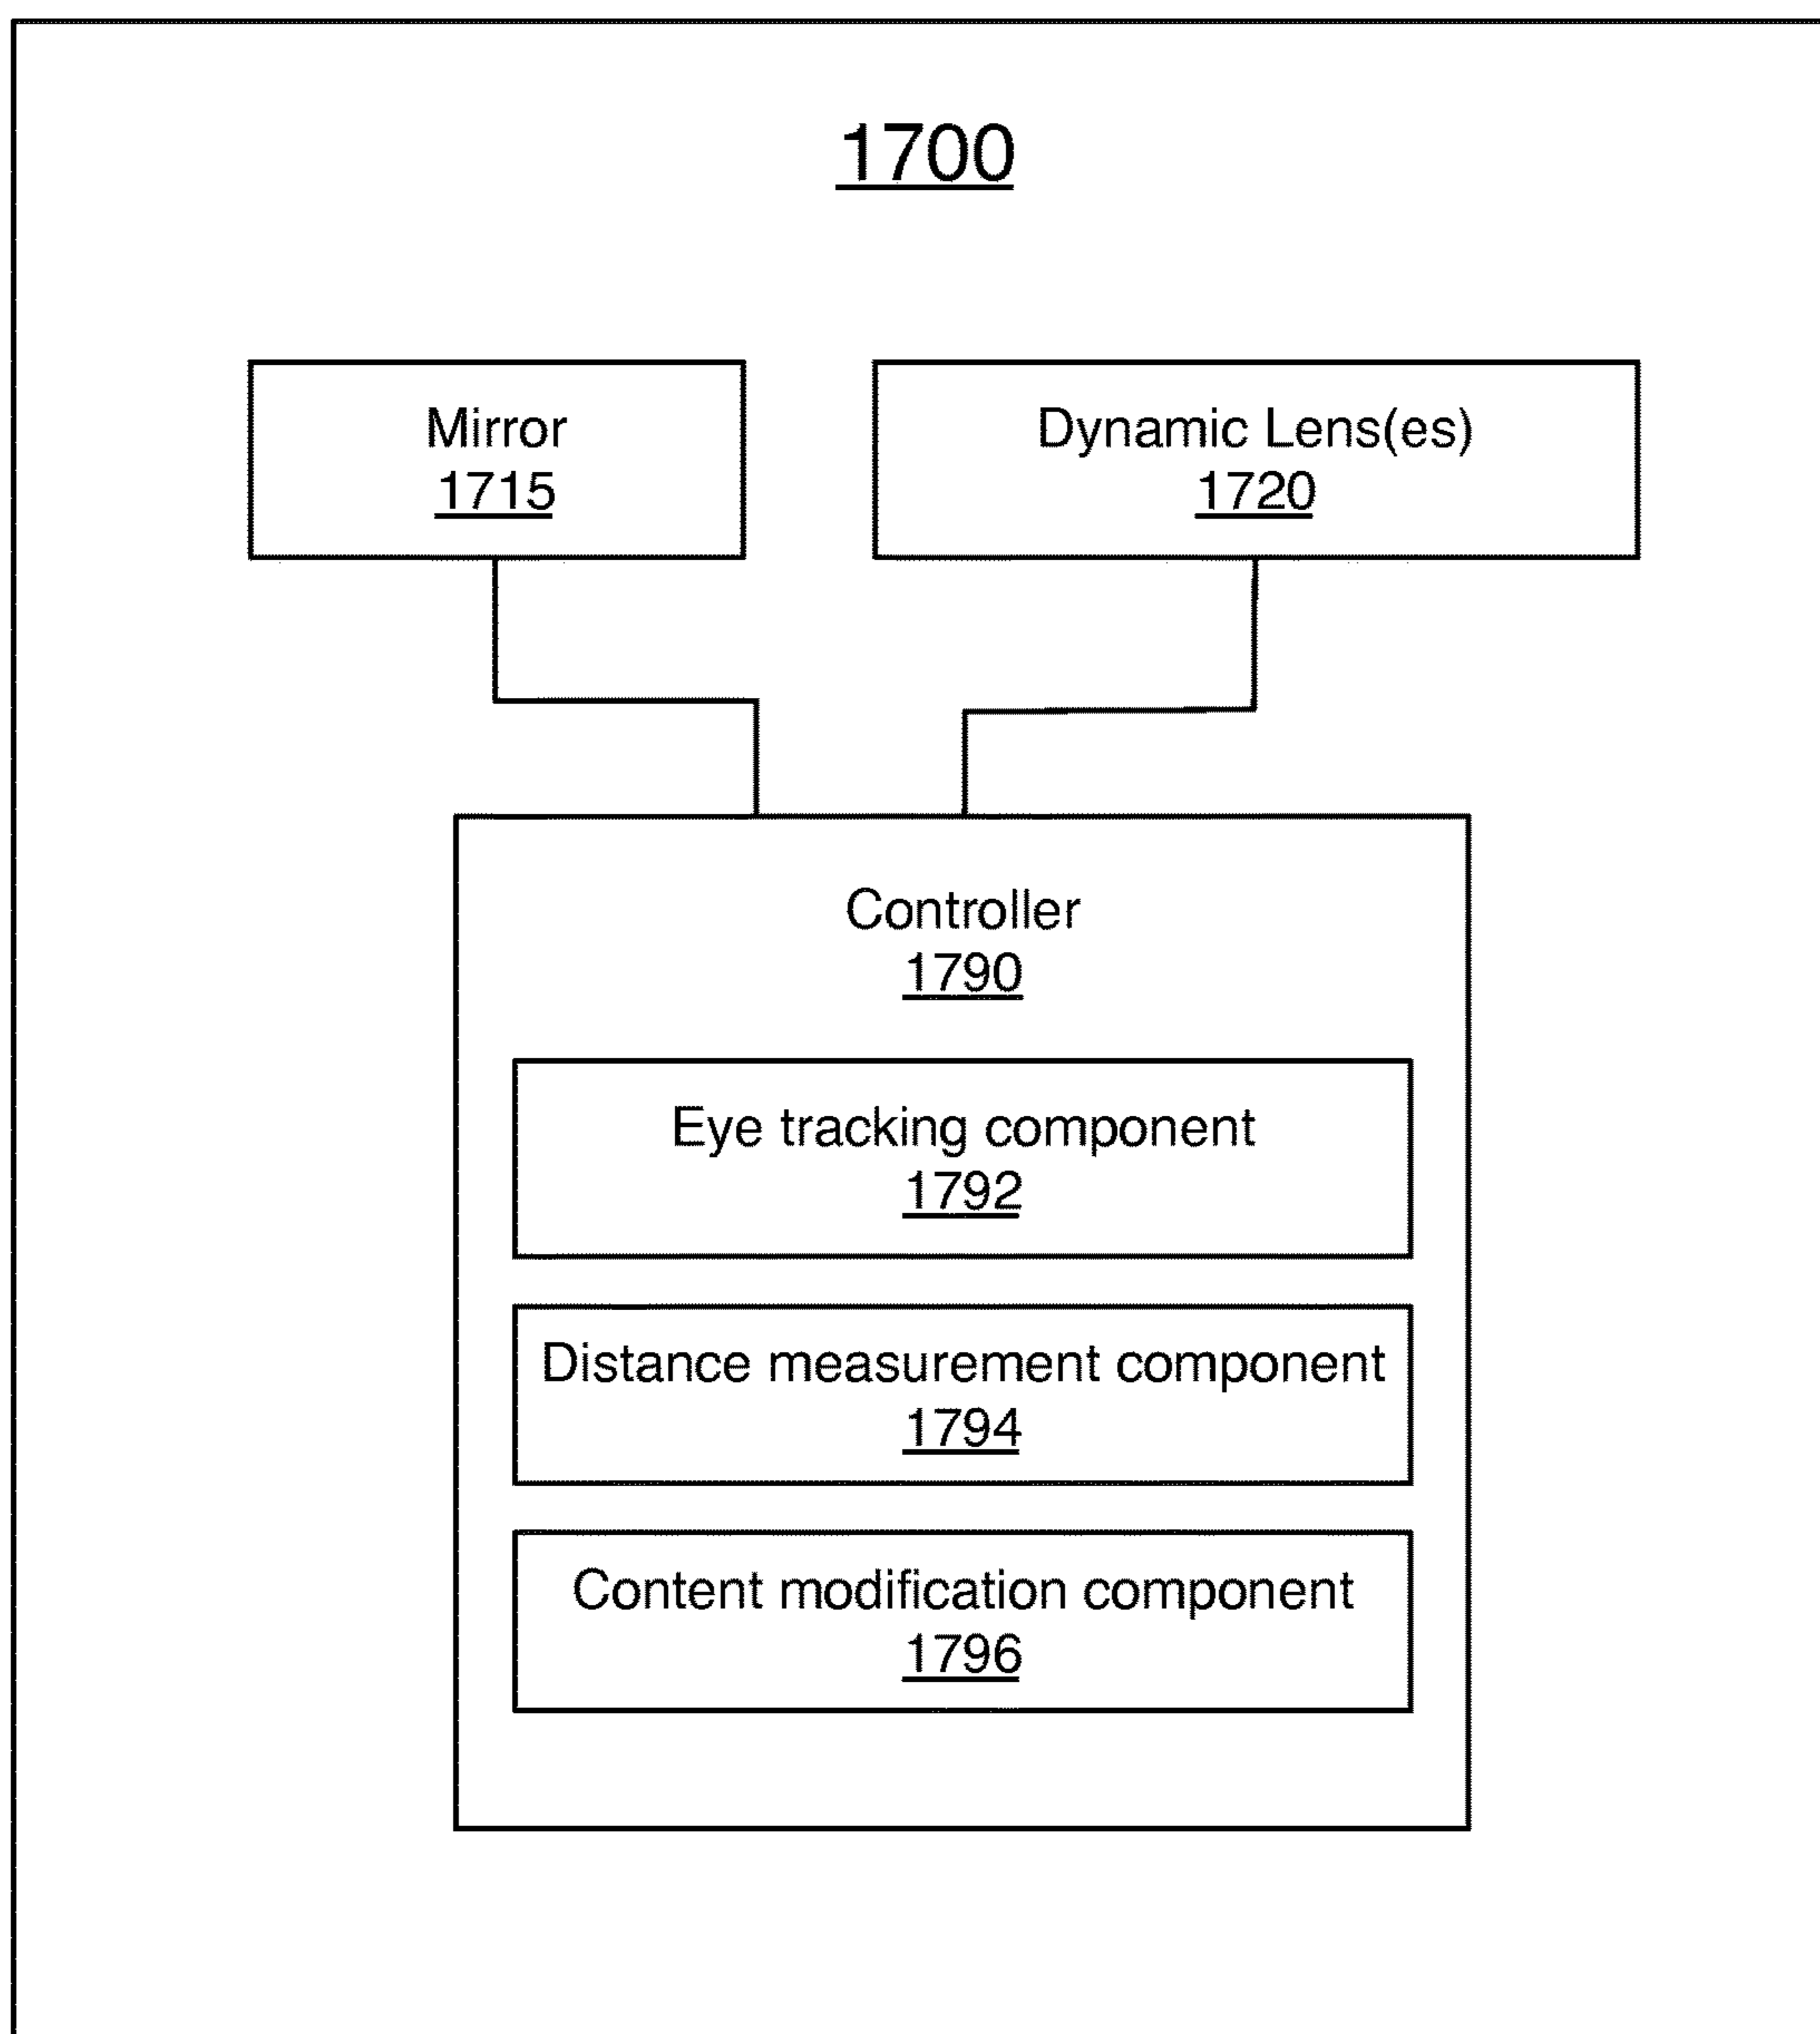 1700
Mirror
1715
Dynamic Lens(es)
1720
Controller
1790
Eye tracking component
1792
Distance measurement component
1794
Content modification component
1796